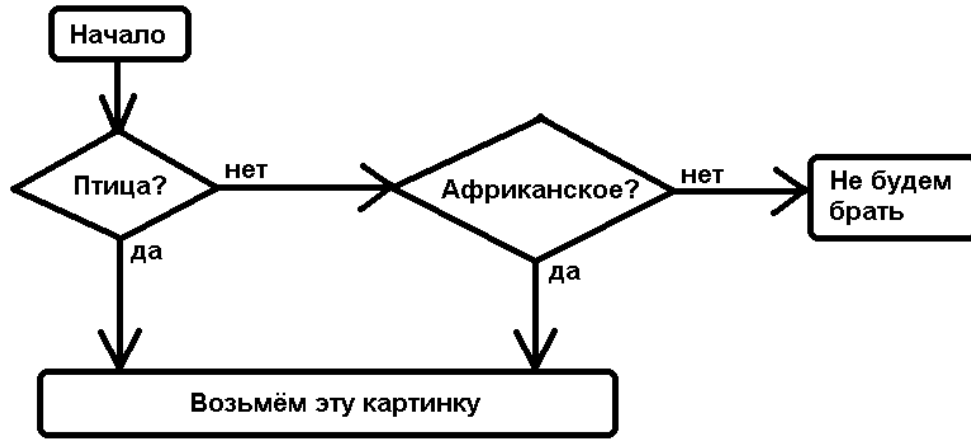 Начало
Птица?
нет
Африканское?
нет
Не будем
брать
да
да
Возьмём эту картинку